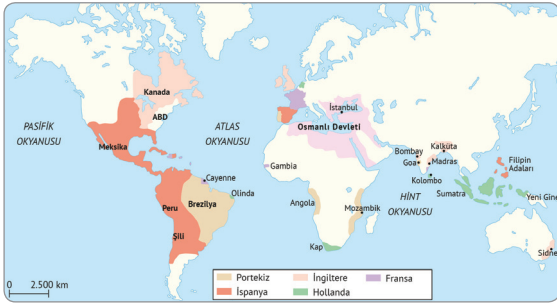 Kanada
ABD
PASİFİK
OKYANUSU
ATLAS
OKYANUSU
Meksika
İstanbul
Osmanlı Devleti
Kalküta
Bombay
Goa
Madras
Filipin
Adaları
Gambia
Kolombo
Cayenne
Olinda
HİNT
OKYANUSU
Sumatra
Yeni Gine
Brezilya
Peru
Angola
Mozambik
Şili
Kap
Sidney
0 2.500 km
Portekiz İngiltere Fransa
İspanya Hollanda